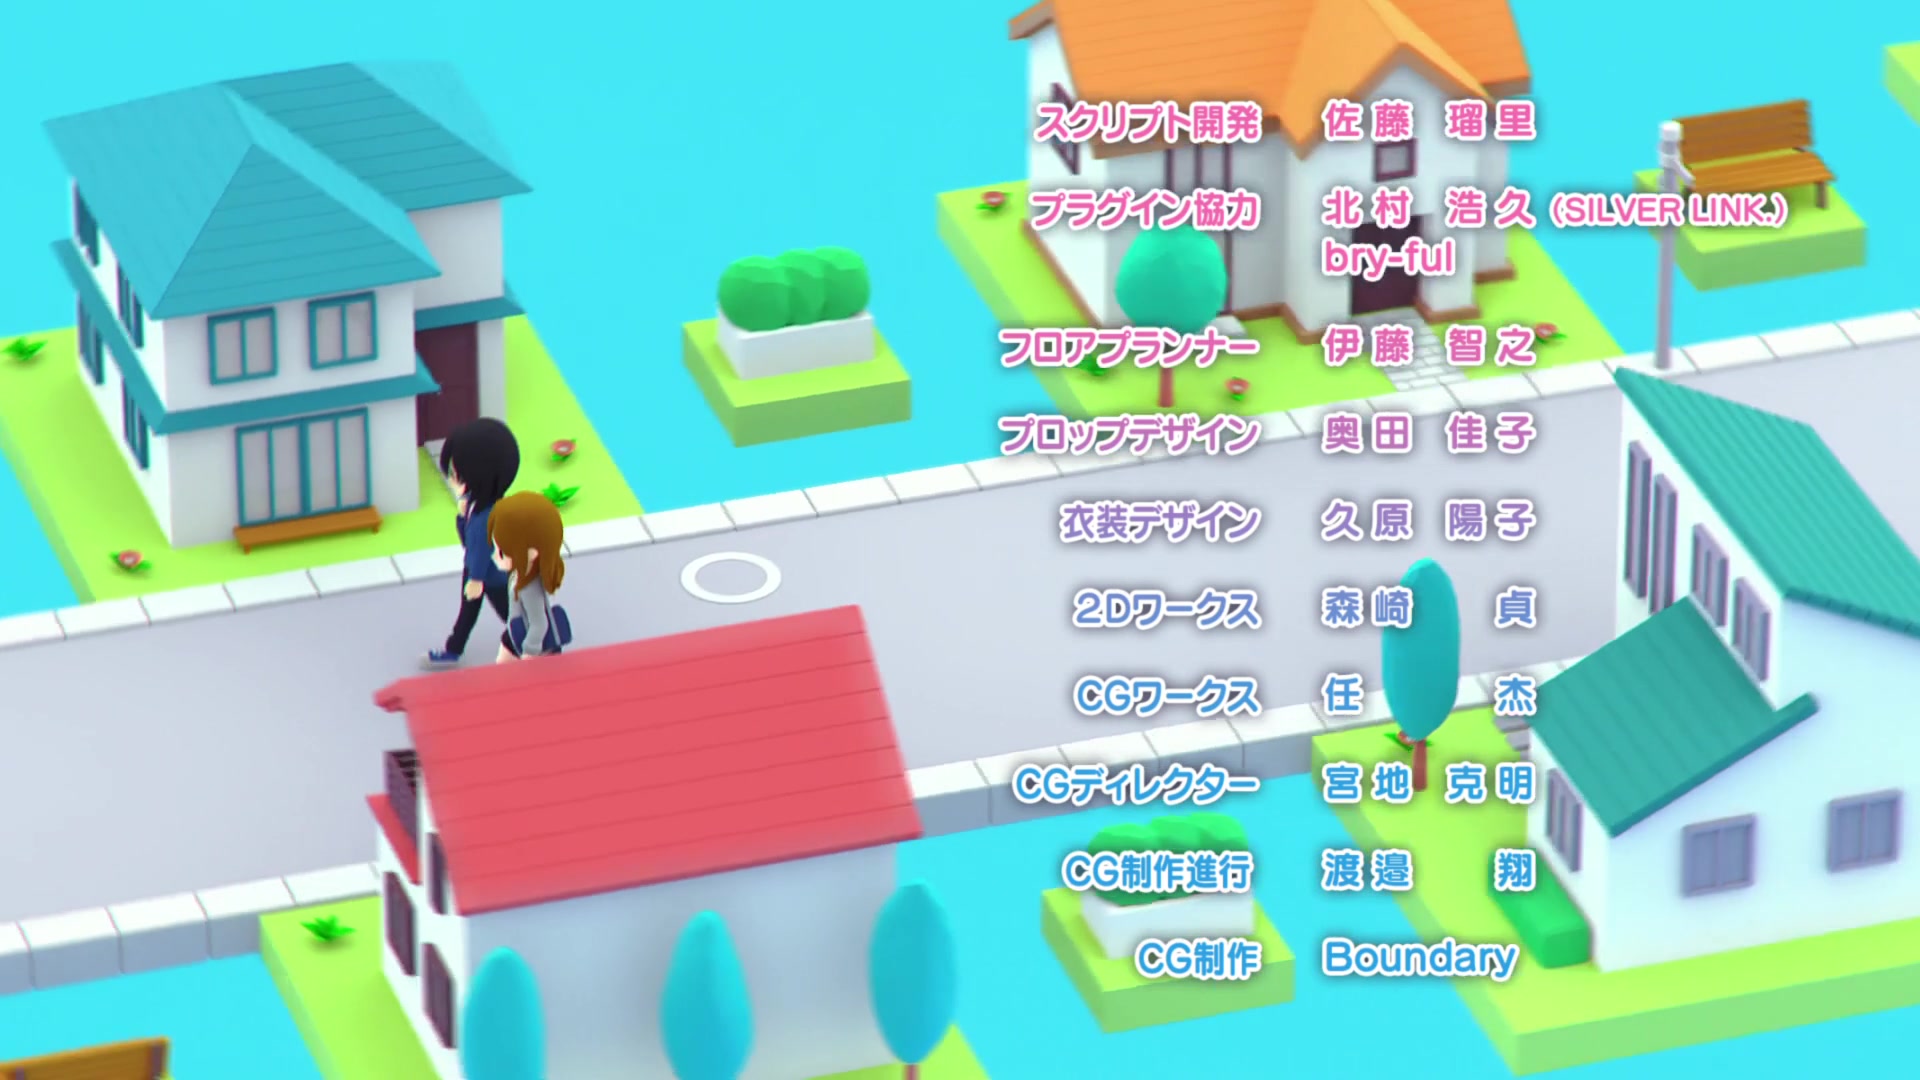 スクリプト開発 佐藤 瑠里
プラグイン協力 北村 浩久 (SILVER LINK.)
bry-ful
フロアプランナー 伊藤 智之
プロップデザイン 奥田 佳子
衣装デザイン 久原 陽子
2Dワークス 森崎 貞
CGワークス 任 杰
CGディレクター 宮地 克明
CG制作進行 渡邉 翔
CG制作 Boundary